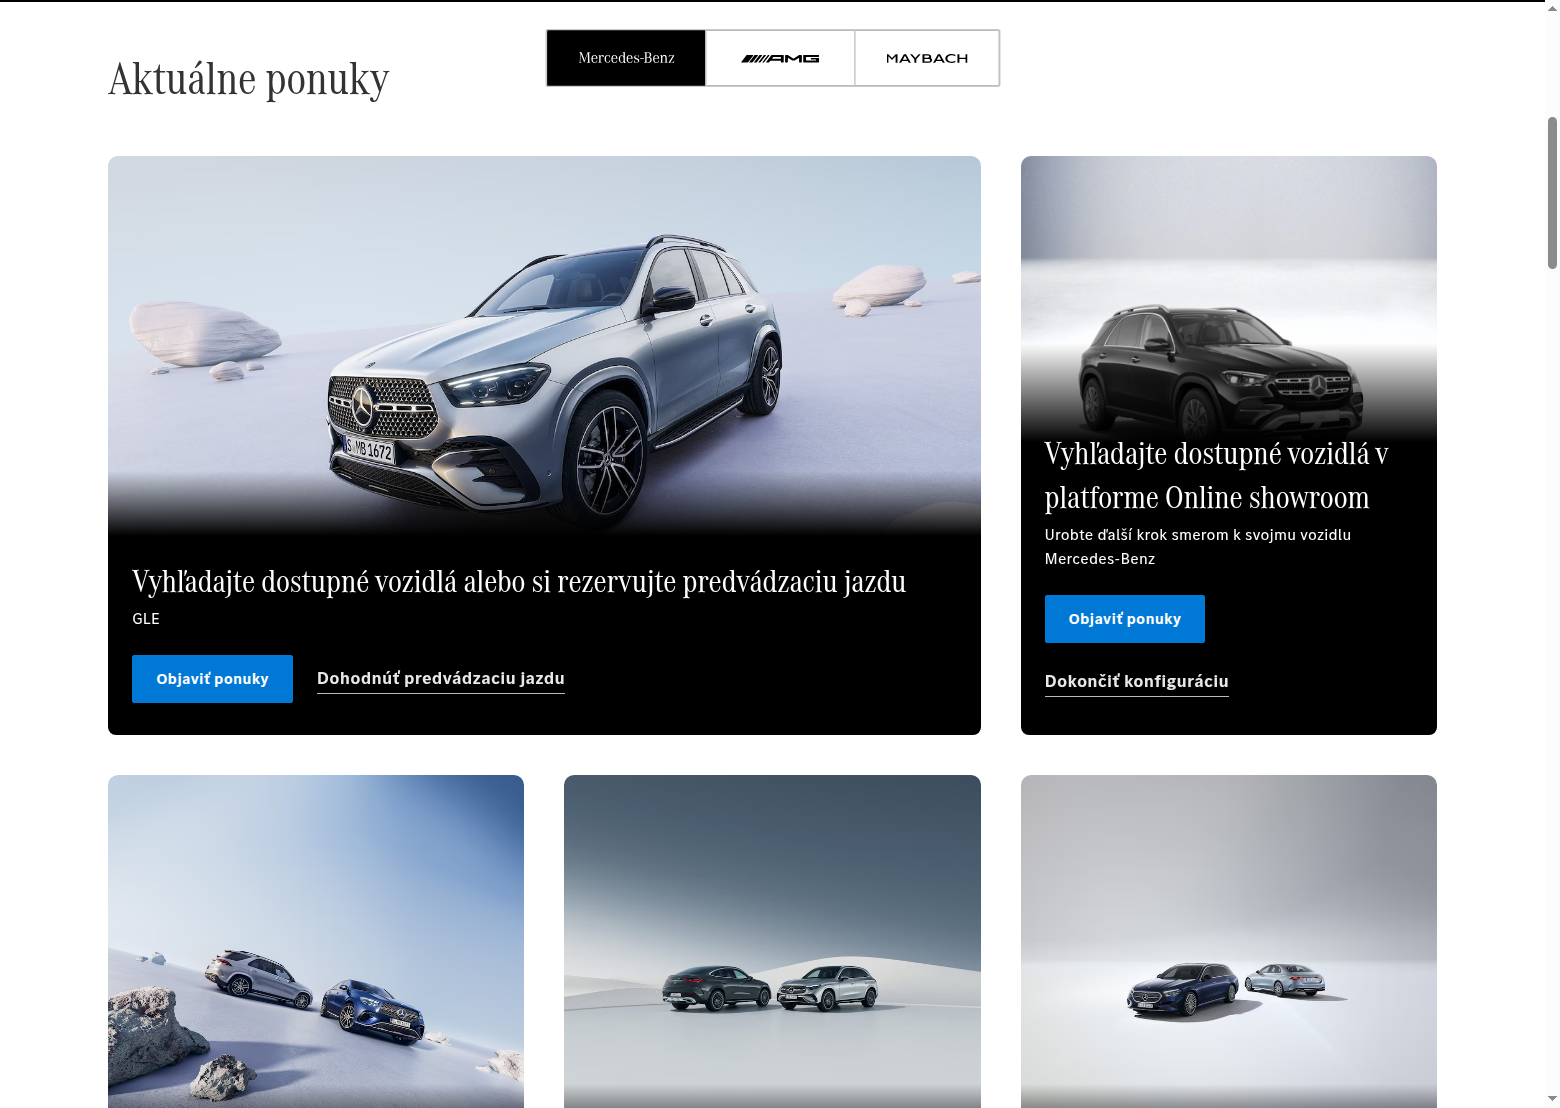 Aktuálne ponuky
Mercedes-Benz
AMG
MAYBACH
S MB 1672
Vyhľadajte dostupné vozidlá alebo si rezervujte predvádzaciu jazdu
GLE
Objaviť ponuky
Dohodnúť predvádzaciu jazdu
Vyhľadajte dostupné vozidlá v
platforme Online showroom
Urobte ďalší krok smerom k svojmu vozidlu
Mercedes-Benz
Objaviť ponuky
Dokončiť konfiguráciu